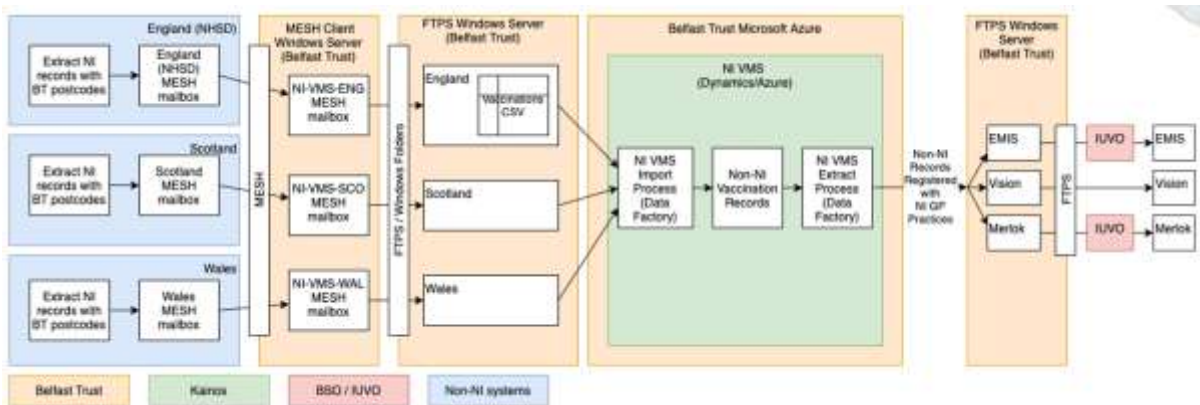 England (NHSD)
Extract NI
records with
BT postcodes
England
(NHSD)
MESH
mailbox
Scotland
Extract NI
records with
BT postcodes
Scotland
MESH
mailbox
Wales
Extract NI
records with
BT postcodes
Wales
MESH
mailbox
MESH
MESH Client
Windows Server
(Belfast Trust)
NI-VMS-ENG
MESH
mailbox
NI-VMS-SCO
MESH
mailbox
NI-VMS-WAL
MESH
mailbox
FTPS / Windows Folders
FTPS Windows Server
(Belfast Trust)
England
Vaccinations
CSV
Scotland
Wales
Belfast Trust Microsoft Azure
NI VMS
(Dynamics/Azure)
NI VMS
Import
Process
(Data
Factory)
Non-NI
Vaccination
Records
NI VMS
Extract
Process
(Data
Factory)
Non-NI
Records
Registered
with
NI GP
Practices
FTPS Windows
Server
(Belfast Trust)
EMIS
Vision
Merlok
FTPS
IUVO
IUVO
EMIS
Vision
Merlok
Belfast Trust
Kainos
BSO / IUVO
Non-NI systems